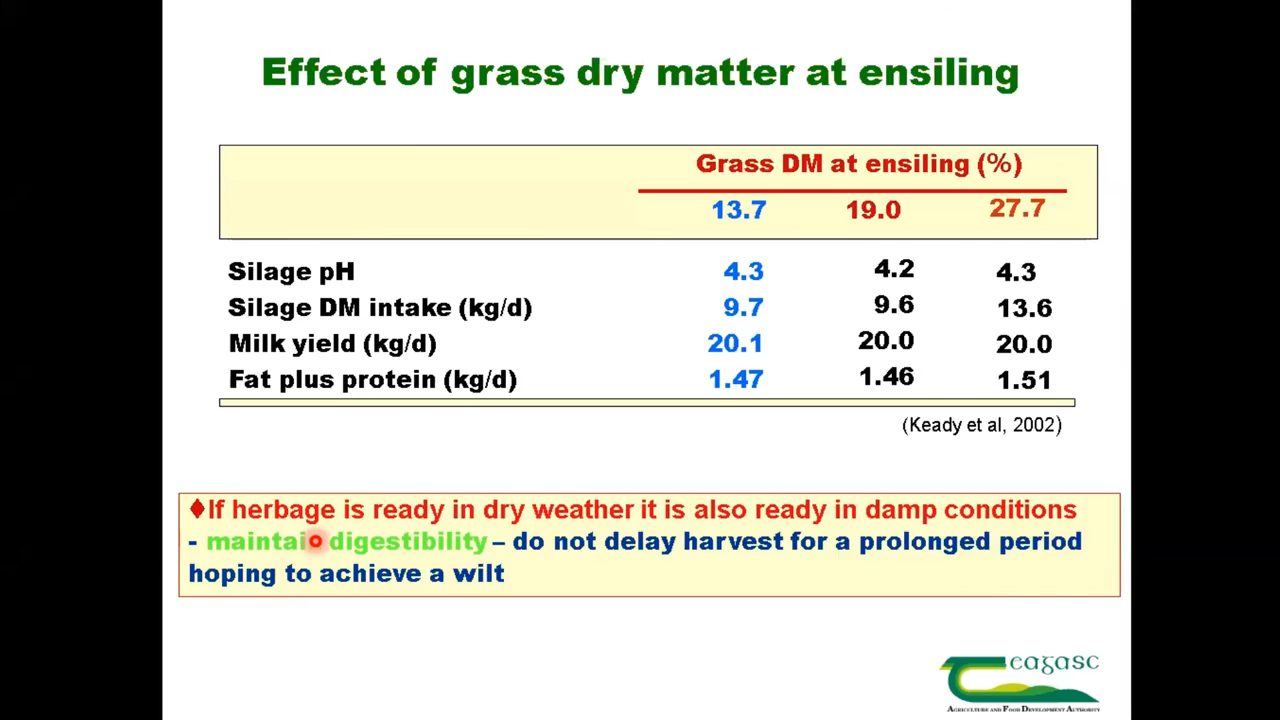 Effect of grass dry matter at ensiling
Grass DM at ensiling (%)
13.7 19.0 27.7
Silage pH 4.3 4.2 4.3
Silage DM intake (kg/d) 9.7 9.6 13.6
Milk yield (kg/d) 20.1 20.0 20.0
Fat plus protein (kg/d) 1.47 1.46 1.51
(Keady et al, 2002)
♦If herbage is ready in dry weather it is also ready in damp conditions
- maintai digestibility – do not delay harvest for a prolonged period
hoping to achieve a wilt
Teagasc
AGRICULTURE AND FOOD DEVELOPMENT AUTHORITY